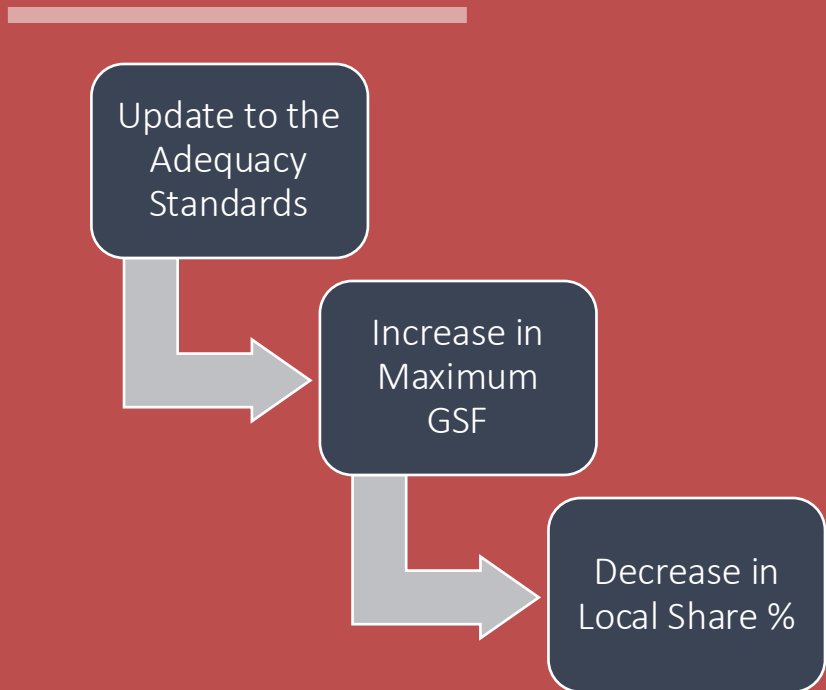 Update to the
Adequacy
Standards
Increase in
Maximum
GSF
Decrease in
Local Share %